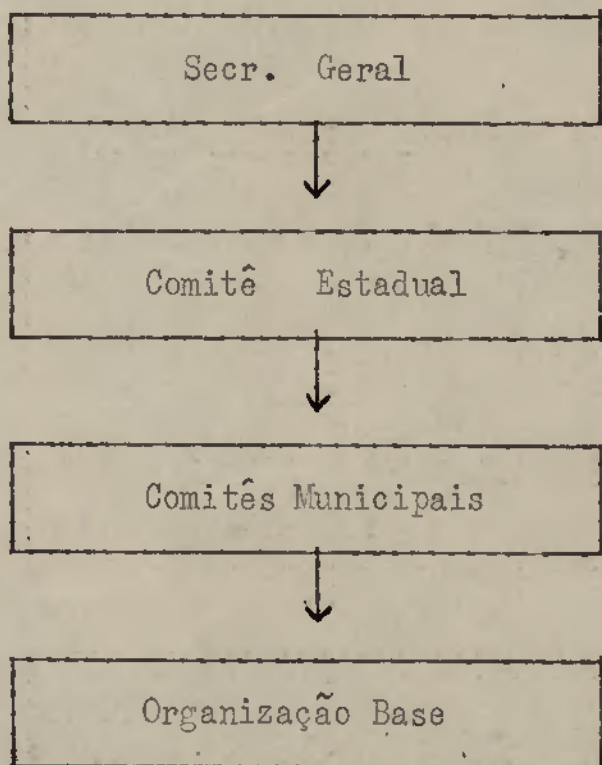 Secr. Geral
Comitê Estadual
Comitês Municipais
Organização Base